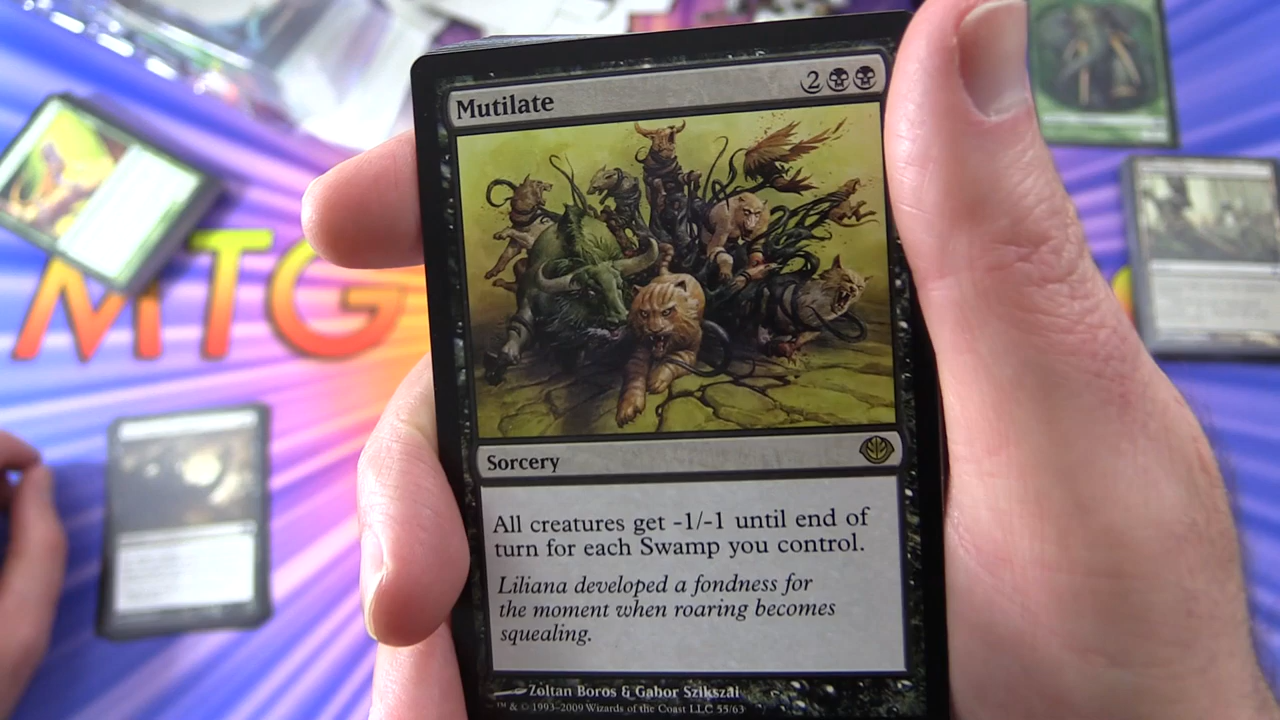 Mutilate
2
MTG
Sorcery
All creatures get -1/-1 until end of
turn for each Swamp you control.
Liliana developed a fondness for
the moment when roaring becomes
squealing.
Zoltan Boros & Gabor Szikszai
™ & © 1993-2009 Wizards of the Coast LLC 55/63